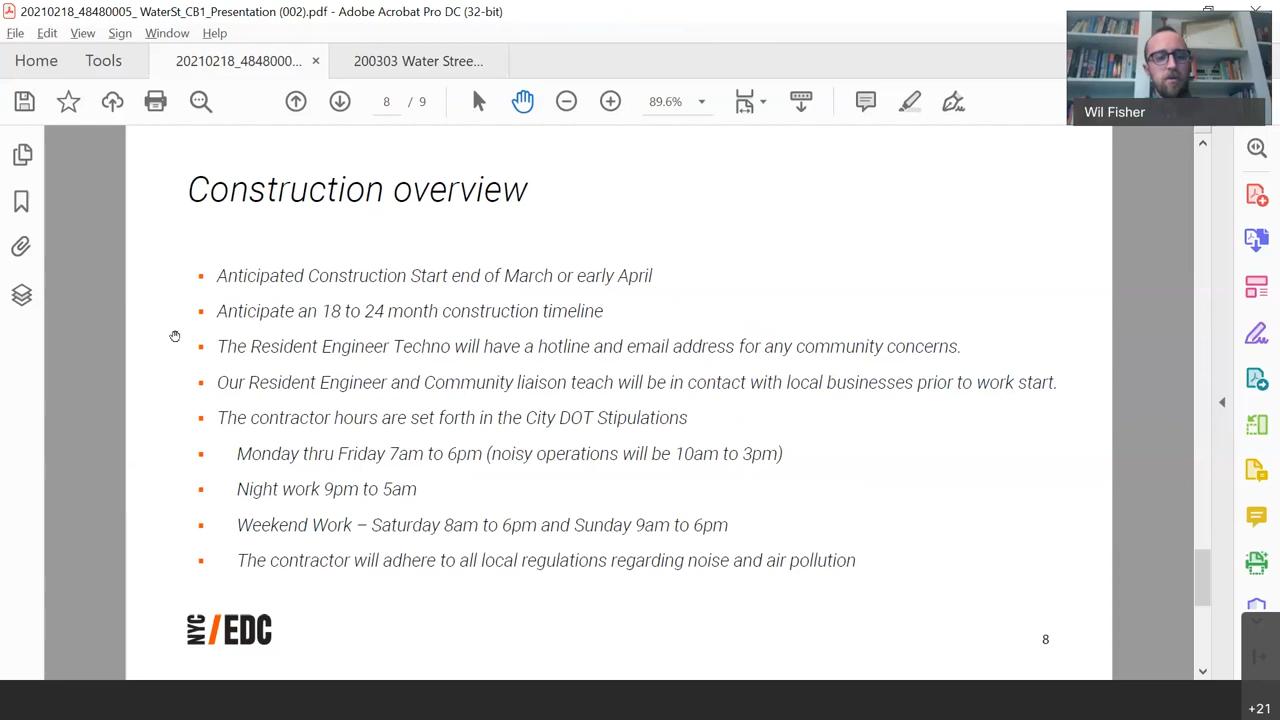 20210218_48480005_ WaterSt_CB1_Presentation (002).pdf - Adobe Acrobat Pro DC (32-bit)
File Edit View Sign Window Help
Home Tools 20210218_484800... × 200303 Water Stree...
8 / 9 89.6%
Wil Fisher
Construction overview
▪ Anticipated Construction Start end of March or early April
▪ Anticipate an 18 to 24 month construction timeline
▪ The Resident Engineer Techno will have a hotline and email address for any community concerns.
▪ Our Resident Engineer and Community liaison teach will be in contact with local businesses prior to work start.
▪ The contractor hours are set forth in the City DOT Stipulations
▪ Monday thru Friday 7am to 6pm (noisy operations will be 10am to 3pm)
▪ Night work 9pm to 5am
▪ Weekend Work – Saturday 8am to 6pm and Sunday 9am to 6pm
▪ The contractor will adhere to all local regulations regarding noise and air pollution
NYC/EDC
8
+21